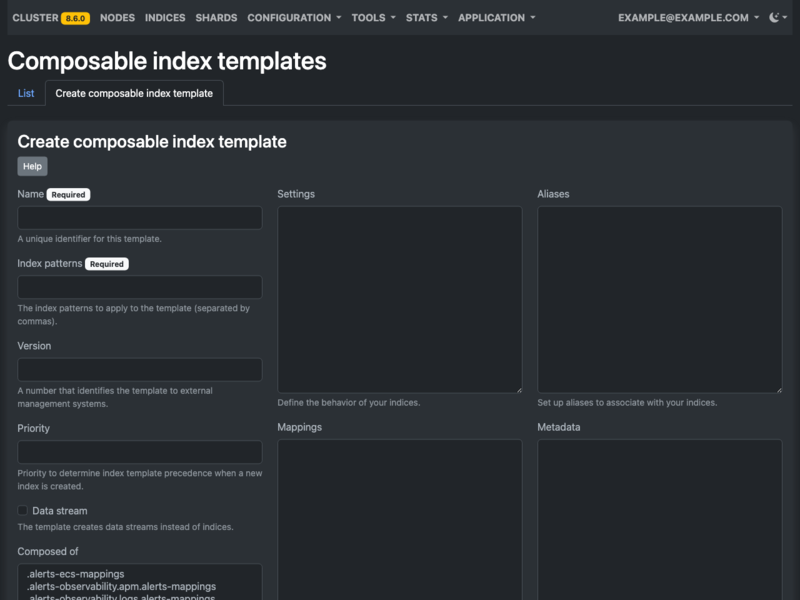 CLUSTER 8.6.0 NODES INDICES SHARDS CONFIGURATION TOOLS STATS APPLICATION EXAMPLE@EXAMPLE.COM
Composable index templates
List Create composable index template
Create composable index template
Help
Name Required
A unique identifier for this template.
Index patterns Required
The index patterns to apply to the template (separated by
commas).
Version
A number that identifies the template to external
management systems.
Priority
Priority to determine index template precedence when a new
index is created.
Data stream
The template creates data streams instead of indices.
Composed of
.alerts-ecs-mappings
.alerts-observability.apm.alerts-mappings
.alerts-observability.logs.alerts-mappings
Settings
Define the behavior of your indices.
Mappings
Aliases
Set up aliases to associate with your indices.
Metadata